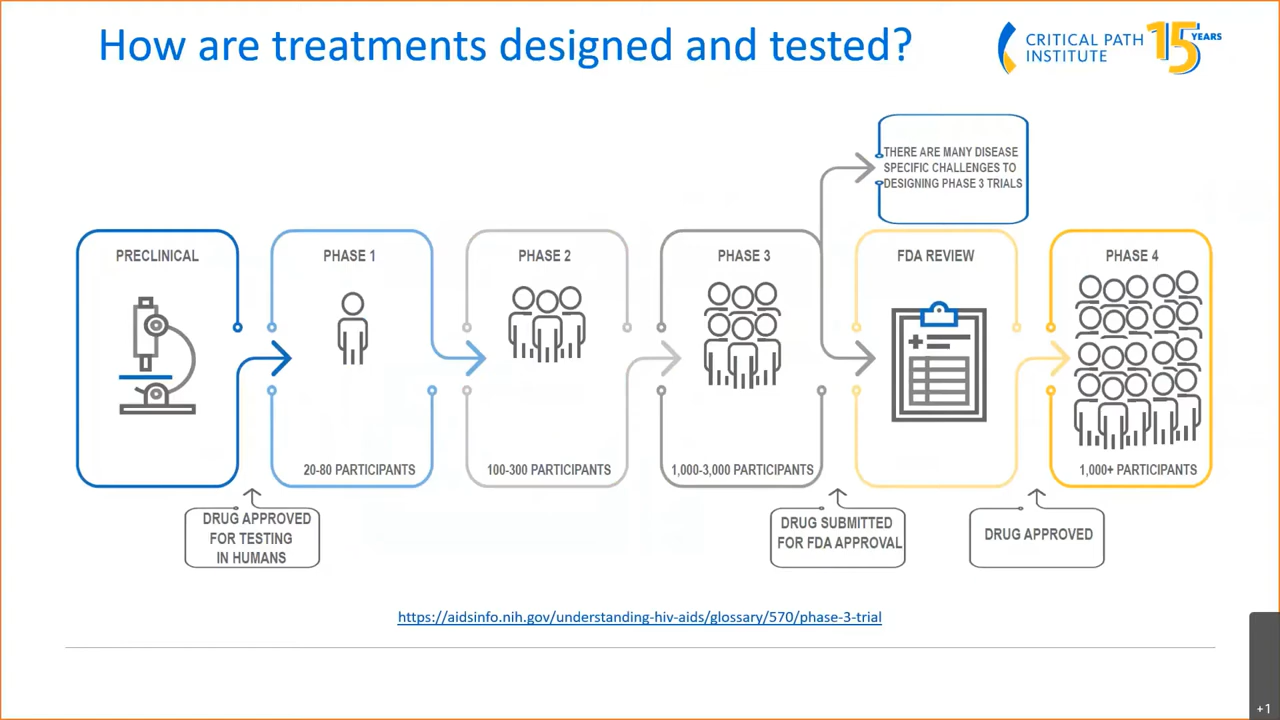 How are treatments designed and tested?
CRITICAL PATH
INSTITUTE
15 YEARS
THERE ARE MANY DISEASE
SPECIFIC CHALLENGES TO
DESIGNING PHASE 3 TRIALS
PRECLINICAL
PHASE 1
PHASE 2
PHASE 3
FDA REVIEW
PHASE 4
20-80 PARTICIPANTS
100-300 PARTICIPANTS
1,000-3,000 PARTICIPANTS
1,000+ PARTICIPANTS
DRUG APPROVED
FOR TESTING
IN HUMANS
DRUG SUBMITTED
FOR FDA APPROVAL
DRUG APPROVED
https://aidsinfo.nih.gov/understanding-hiv-aids/glossary/570/phase-3-trial
+1